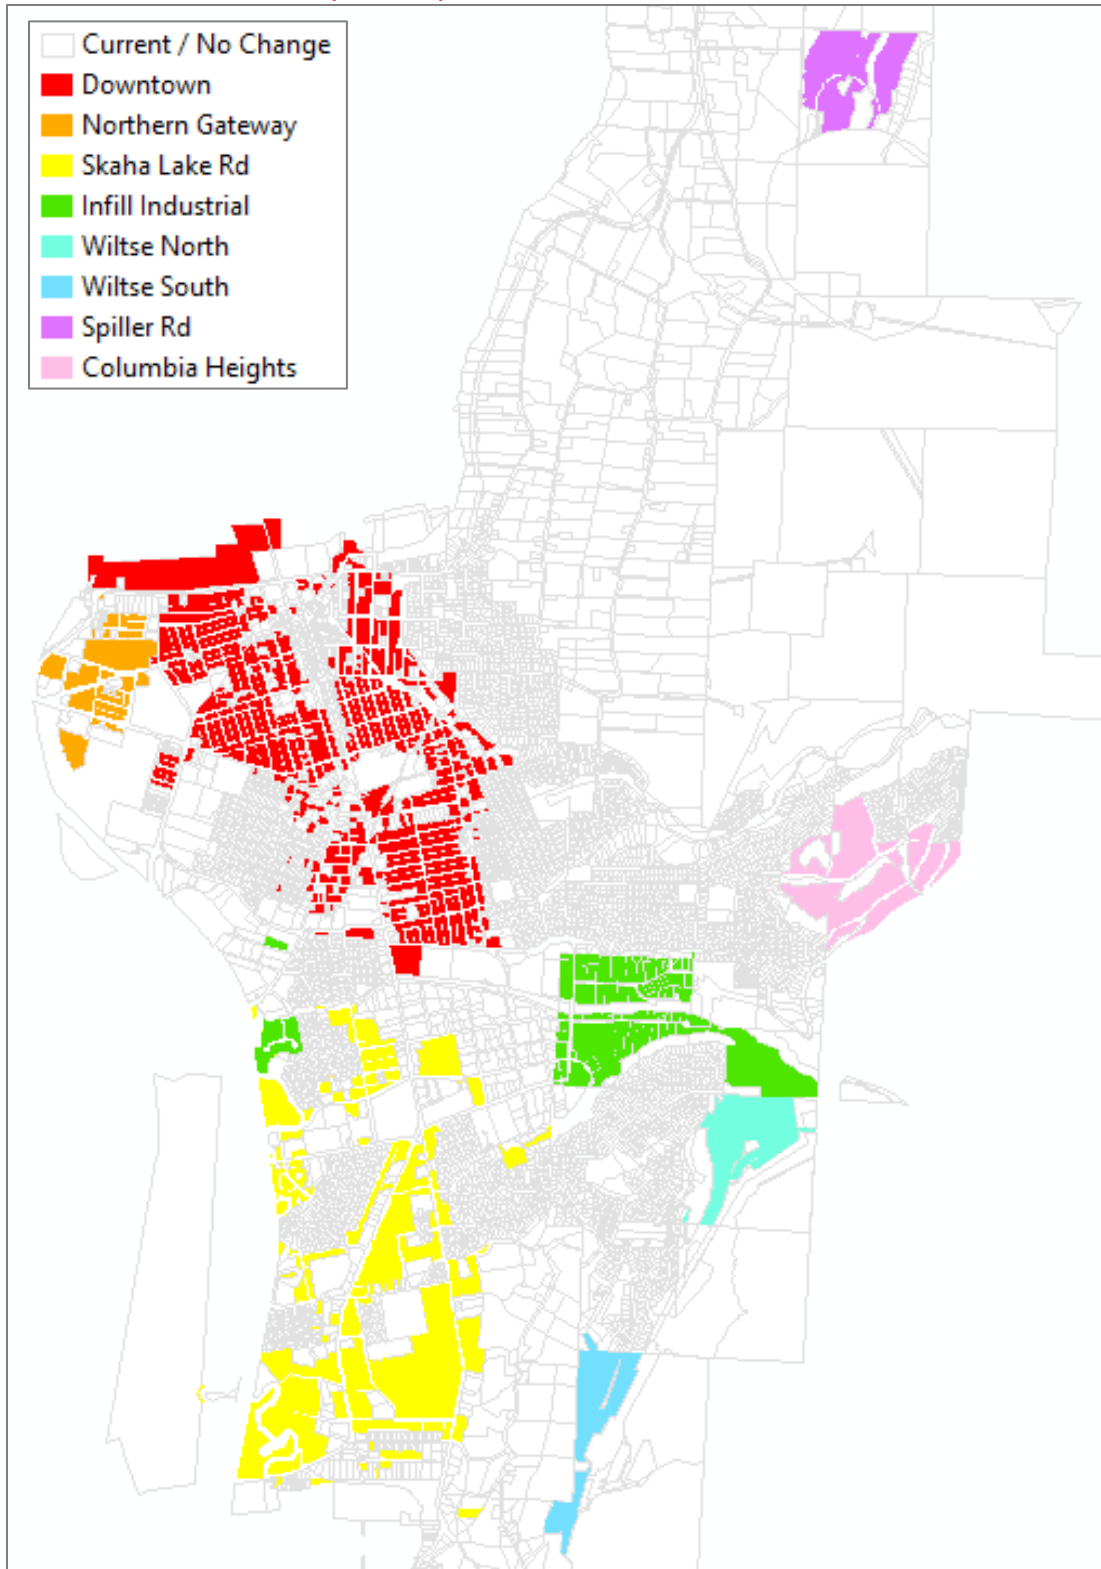 Current / No Change
Downtown
Northern Gateway
Skaha Lake Rd
Infill Industrial
Wiltse North
Wiltse South
Spiller Rd
Columbia Heights